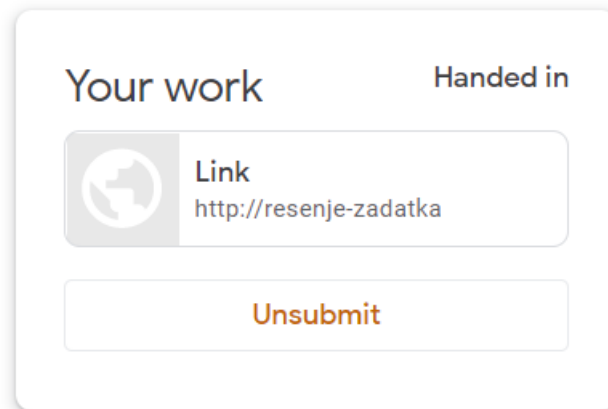 Your work
Handed in
Link
http://resenje-zadatka
Unsubmit